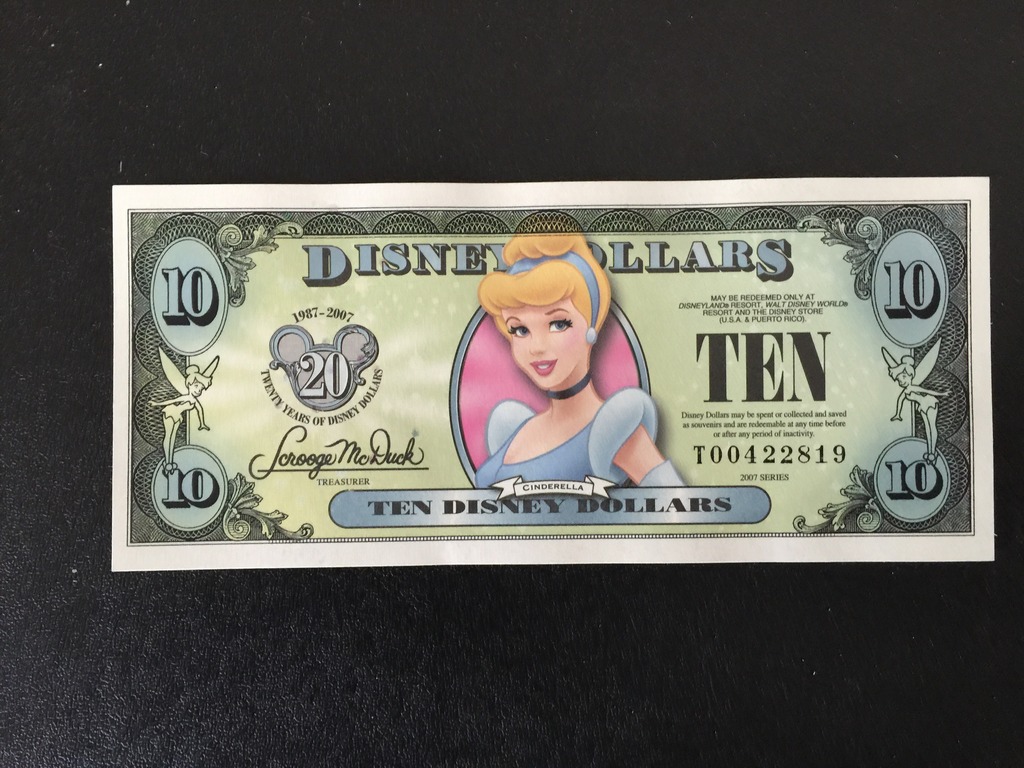 DISNEY DOLLARS
10
10
1987-2007
20
TWENTY YEARS OF DISNEY DOLLARS
Scrooge McDuck
TREASURER
MAY BE REDEEMED ONLY AT
DISNEYLAND® RESORT, WALT DISNEY WORLD®
RESORT AND THE DISNEY STORE
(U.S.A. & PUERTO RICO).
TEN
Disney Dollars may be spent or collected and saved
as souvenirs and are redeemable at any time before
or after any period of inactivity.
T00422819
2007 SERIES
10
10
CINDERELLA
TEN DISNEY DOLLARS